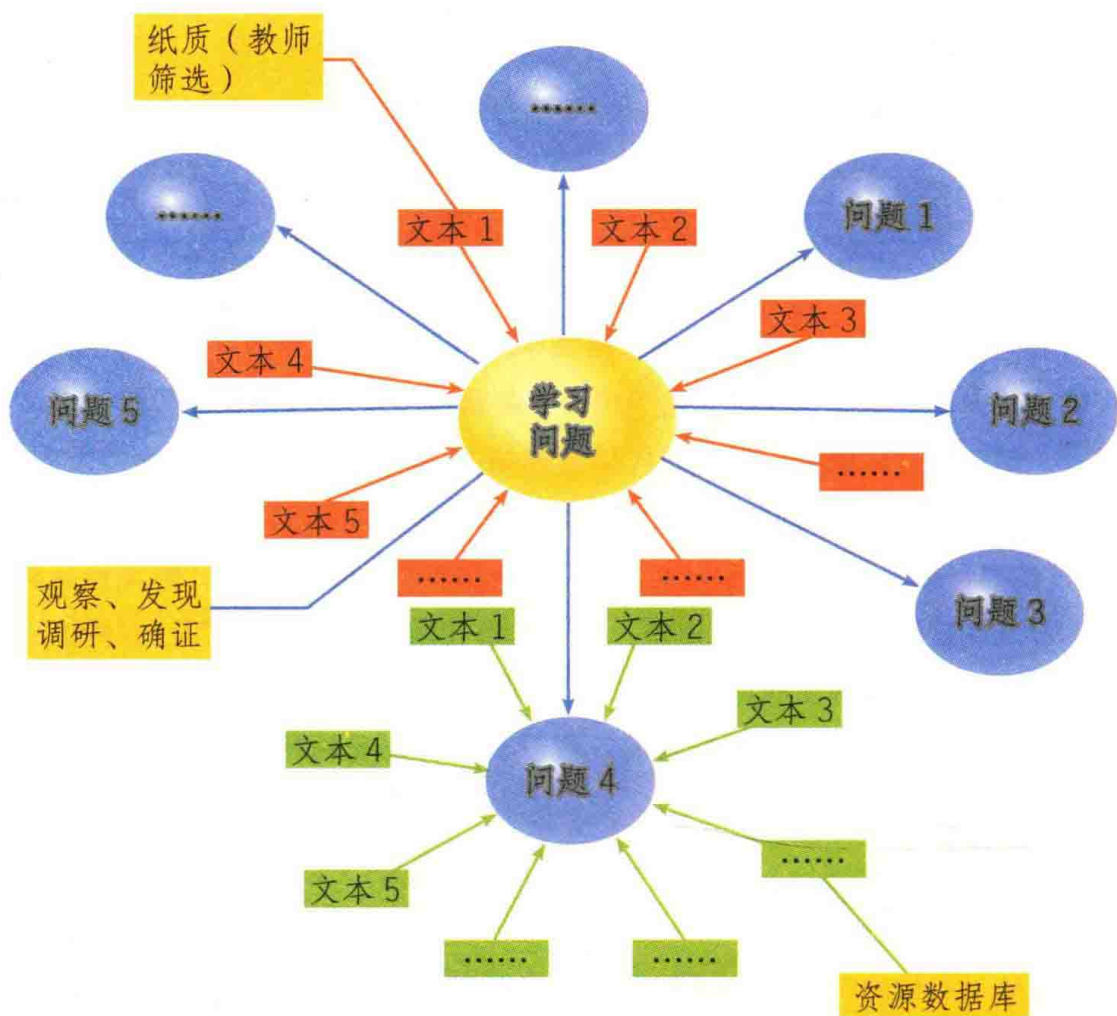 纸质（教师
筛选）
……
……
文本 1
文本 2
问题 1
文本 3
文本 4
学习
问题
问题 5
问题 2
……
文本 5
……
……
观察、发现
调研、确证
问题 3
文本 1
文本 2
文本 3
文本 4
问题 4
……
文本 5
……
……
资源数据库